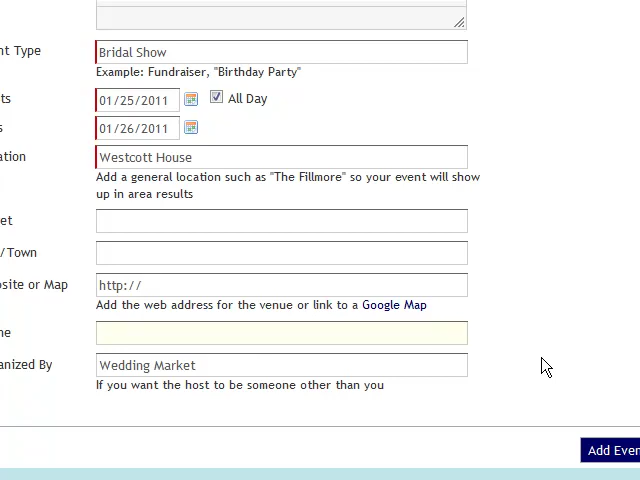 nt Type Bridal Show
Example: Fundraiser, "Birthday Party"
ts 01/25/2011 All Day
s 01/26/2011
ation Westcott House
Add a general location such as "The Fillmore" so your event will show
up in area results
et
/Town
osite or Map http://
Add the web address for the venue or link to a Google Map
ne
anized By Wedding Market
If you want the host to be someone other than you
Add Even